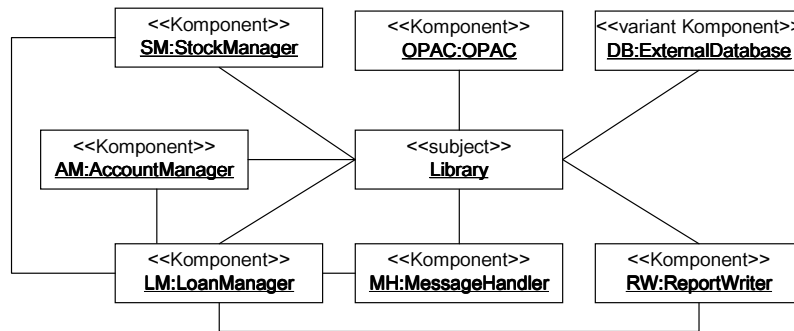 <<Komponent>>
SM:StockManager
<<Komponent>>
OPAC:OPAC
<<variant Komponent>>
DB:ExternalDatabase
<<Komponent>>
AM:AccountManager
<<subject>>
Library
<<Komponent>>
LM:LoanManager
<<Komponent>>
MH:MessageHandler
<<Komponent>>
RW:ReportWriter